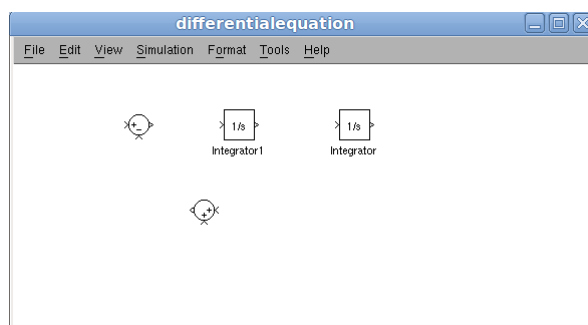 differentialequation
File Edit View Simulation Format Tools Help
+ - 1/s 1/s
Integrator1 Integrator
+ +